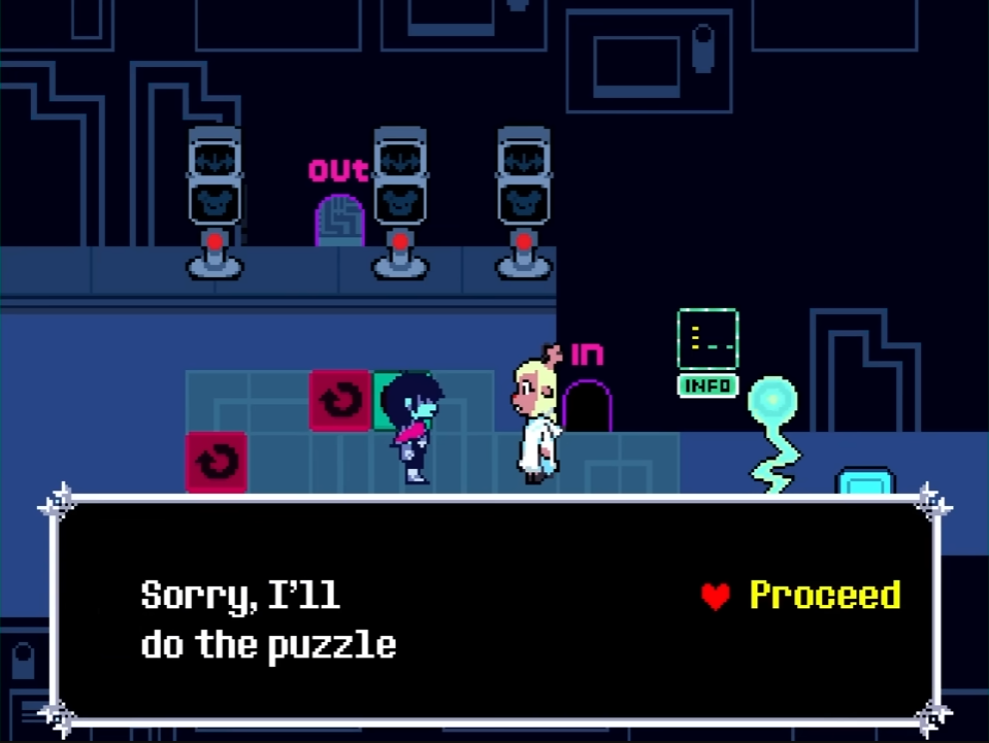 OUT
IN
INFO
Sorry, I'll
do the puzzle
Proceed